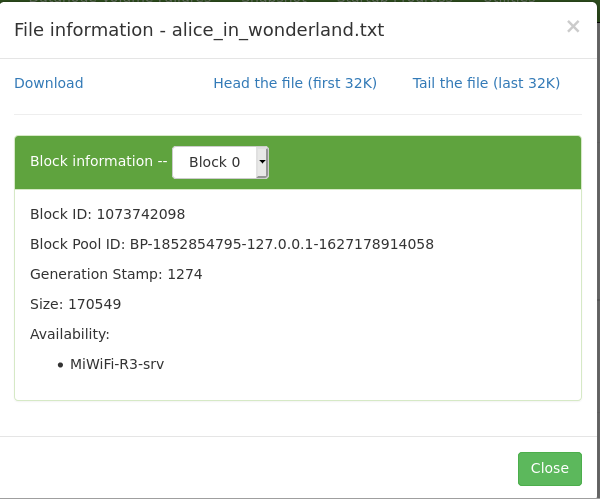 File information - alice_in_wonderland.txt
×
Download Head the file (first 32K) Tail the file (last 32K)
Block information -- Block 0
Block ID: 1073742098
Block Pool ID: BP-1852854795-127.0.0.1-1627178914058
Generation Stamp: 1274
Size: 170549
Availability:
• MiWiFi-R3-srv
Close